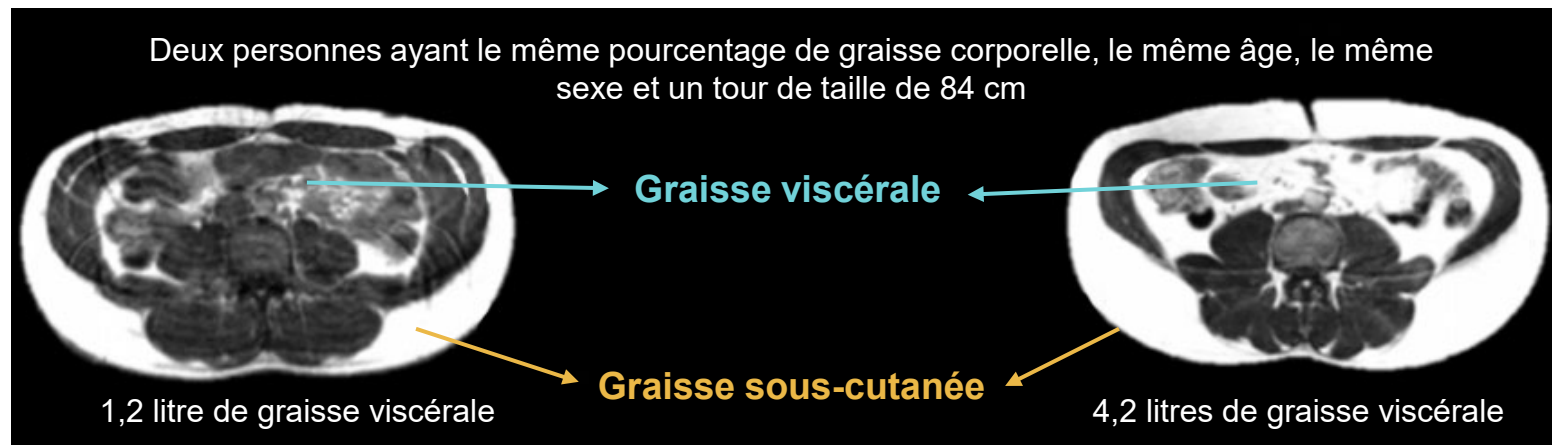 Deux personnes ayant le même pourcentage de graisse corporelle, le même âge, le même
sexe et un tour de taille de 84 cm
Graisse viscérale
Graisse sous-cutanée
1,2 litre de graisse viscérale
4,2 litres de graisse viscérale